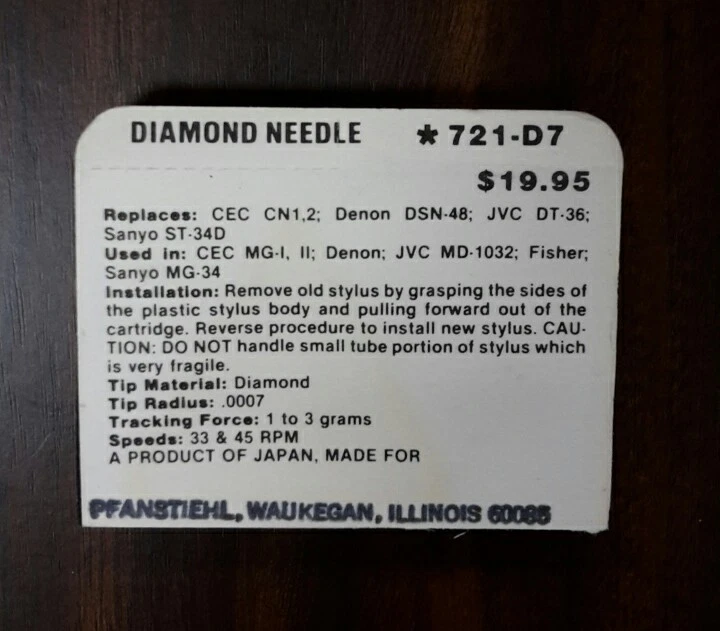 DIAMOND NEEDLE * 721-D7
$19.95
Replaces: CEC CN1,2; Denon DSN-48; JVC DT-36;
Sanyo ST-34D
Used in: CEC MG-I, II; Denon; JVC MD-1032; Fisher;
Sanyo MG-34
Installation: Remove old stylus by grasping the sides of
the plastic stylus body and pulling forward out of the
cartridge. Reverse procedure to install new stylus. CAU-
TION: DO NOT handle small tube portion of stylus which
is very fragile.
Tip Material: Diamond
Tip Radius: .0007
Tracking Force: 1 to 3 grams
Speeds: 33 & 45 RPM
A PRODUCT OF JAPAN, MADE FOR
PFANSTIEHL, WAUKEGAN, ILLINOIS 60085